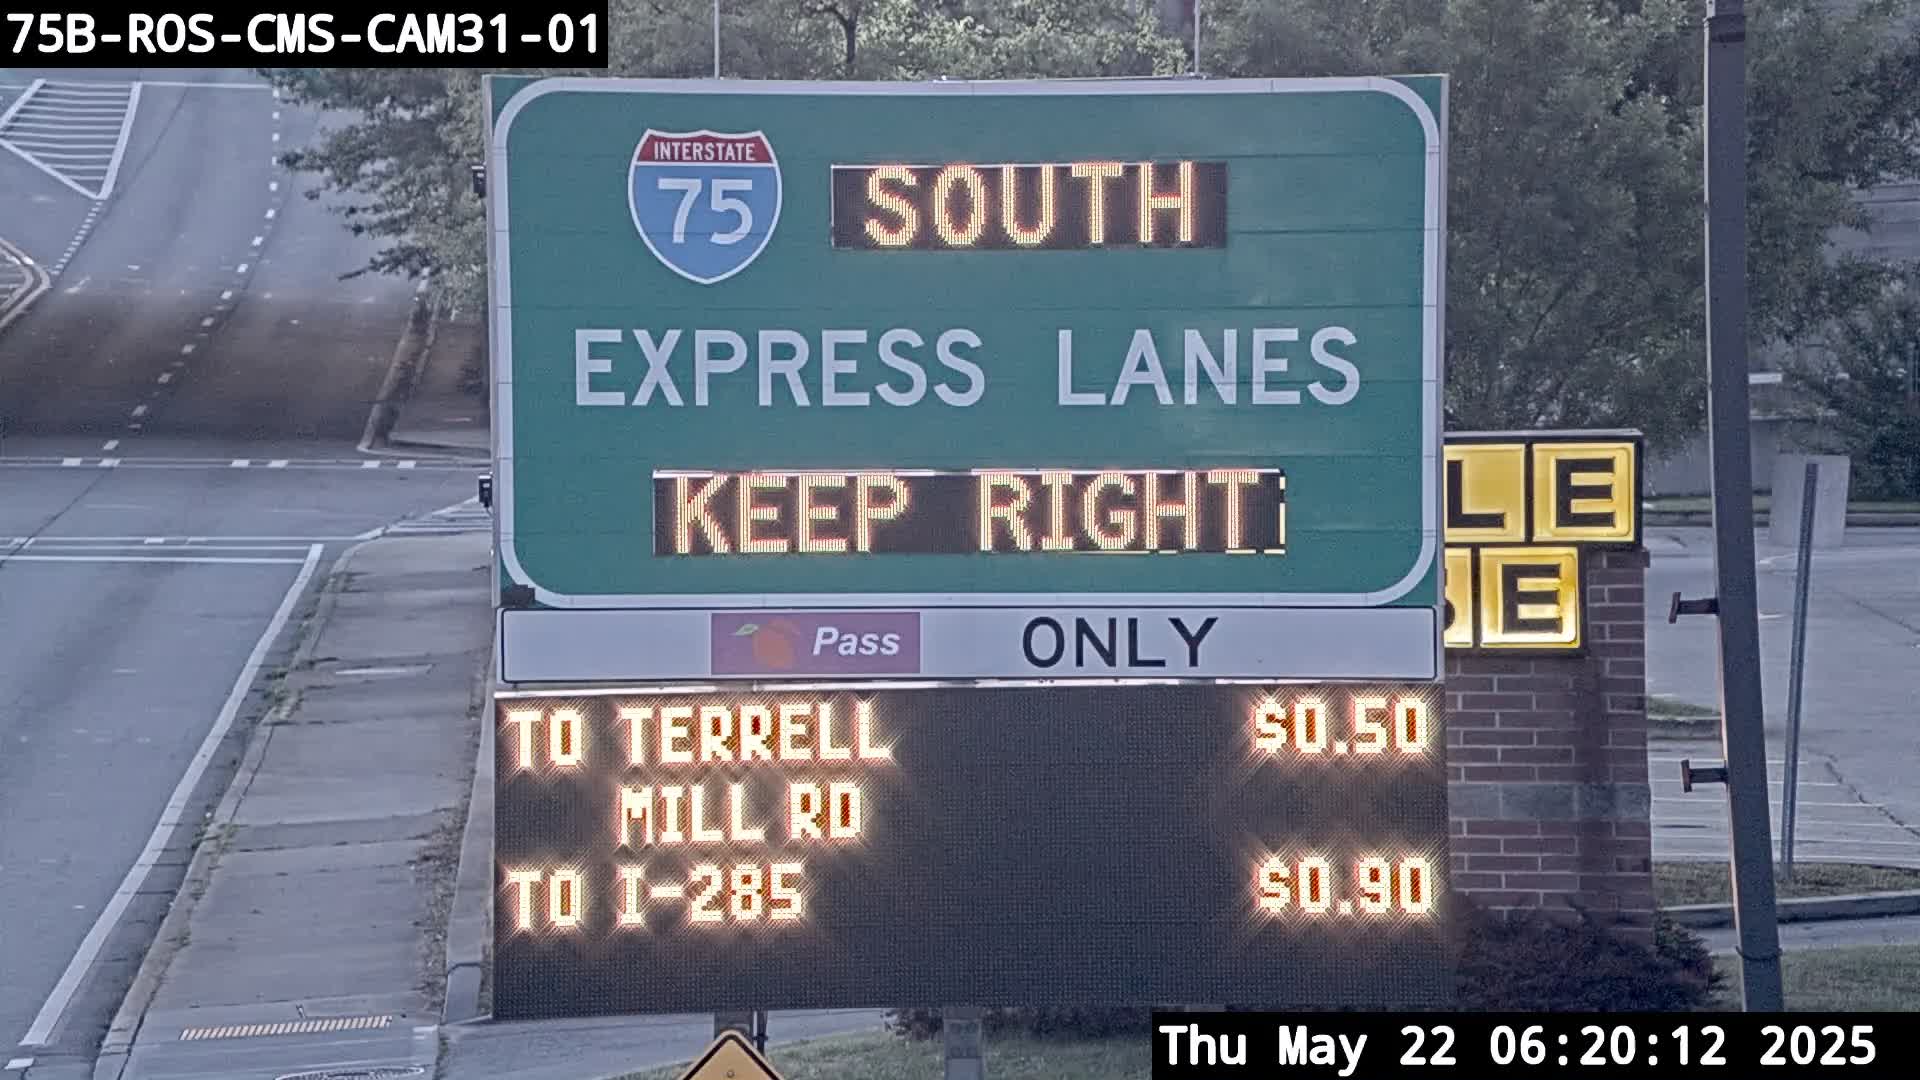 75B-ROS-CMS-CAM31-01
INTERSTATE
75
SOUTH
EXPRESS LANES
KEEP RIGHT
Pass ONLY
TO TERRELL $0.50
MILL RD
TO I-285 $0.90
LE
E
Thu May 22 06:20:12 2025